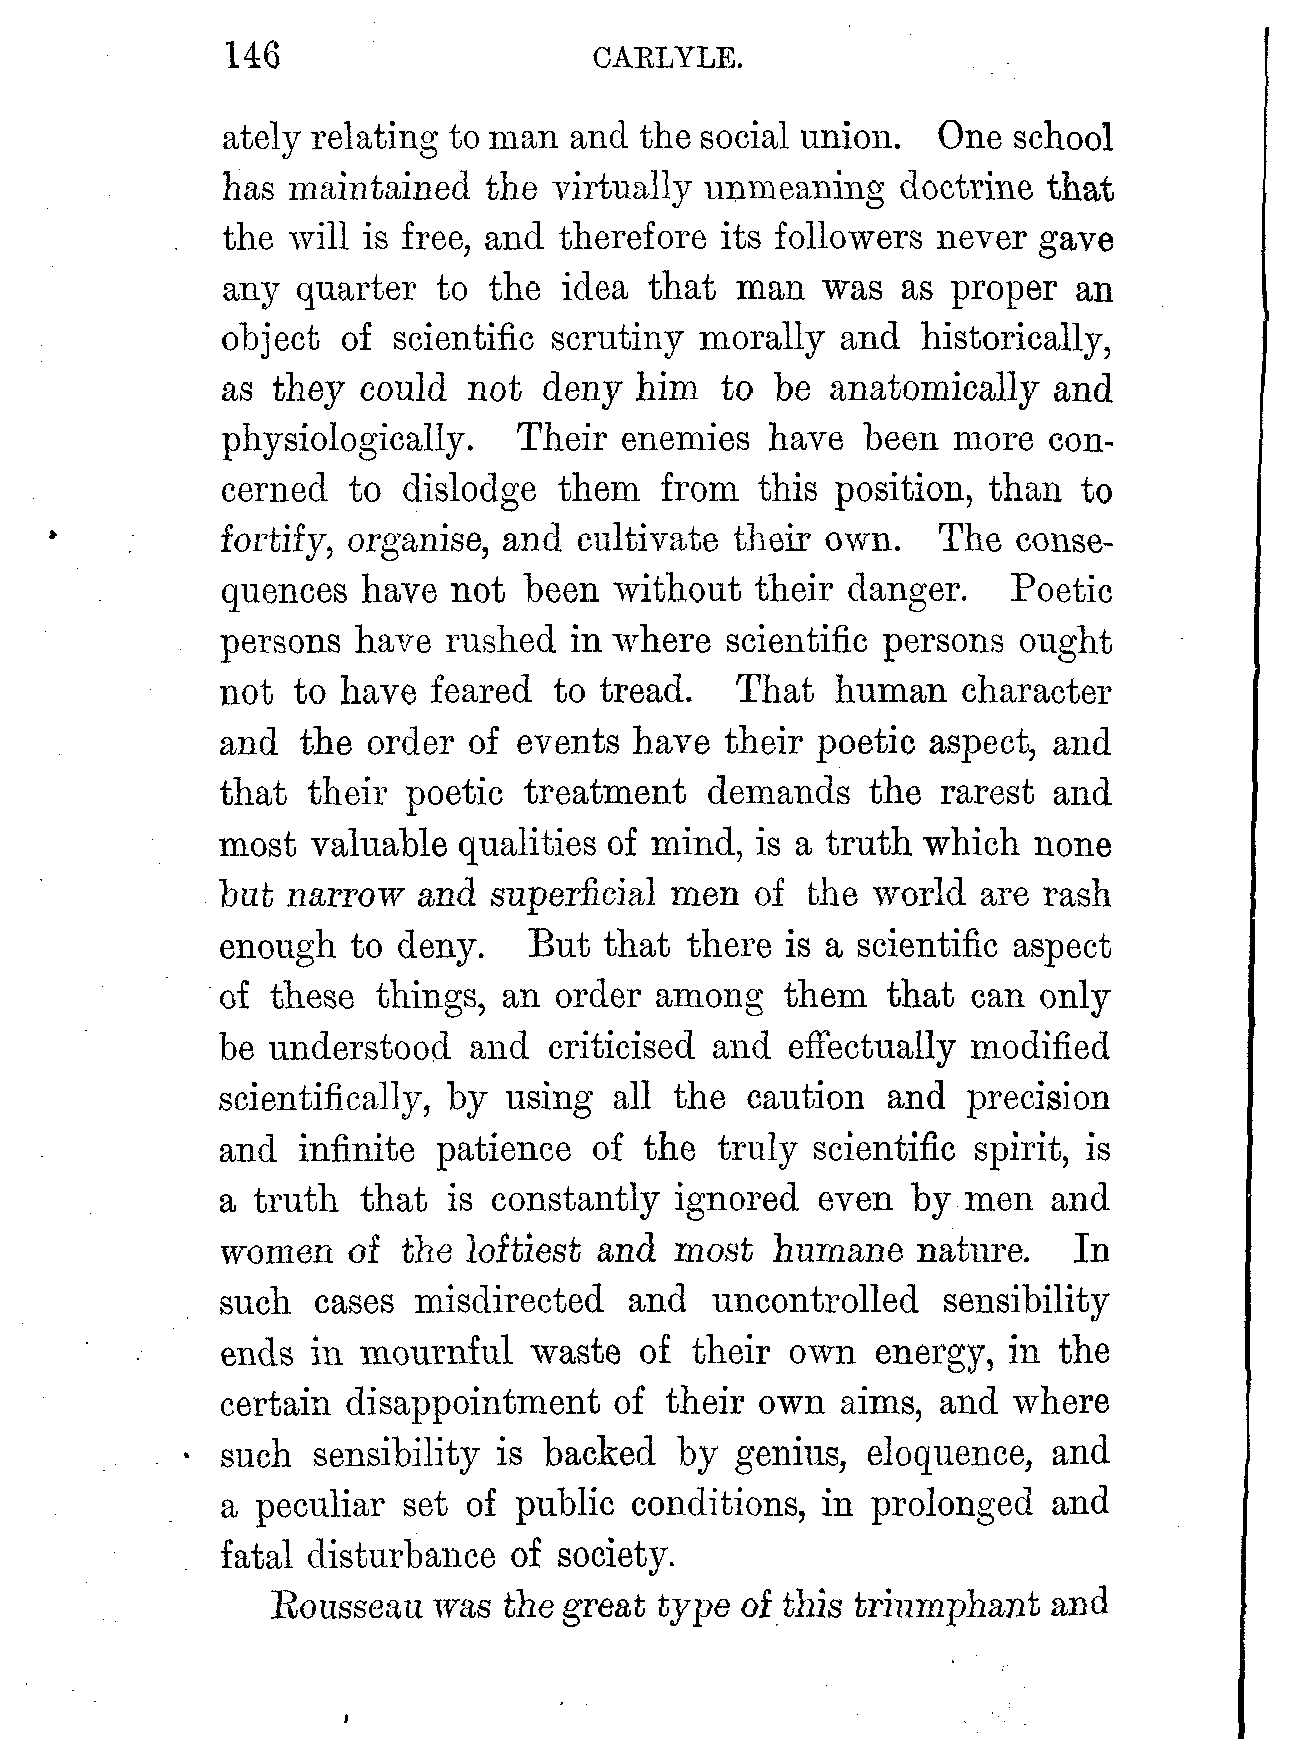 146 CARLYLE.
ately relating to man and the social union. One school
has maintained the virtually unmeaning doctrine that
the will is free, and therefore its followers never gave
any quarter to the idea that man was as proper an
object of scientific scrutiny morally and historically,
as they could not deny him to be anatomically and
physiologically. Their enemies have been more con-
cerned to dislodge them from this position, than to
fortify, organise, and cultivate their own. The conse-
quences have not been without their danger. Poetic
persons have rushed in where scientific persons ought
not to have feared to tread. That human character
and the order of events have their poetic aspect, and
that their poetic treatment demands the rarest and
most valuable qualities of mind, is a truth which none
but narrow and superficial men of the world are rash
enough to deny. But that there is a scientific aspect
of these things, an order among them that can only
be understood and criticised and effectually modified
scientifically, by using all the caution and precision
and infinite patience of the truly scientific spirit, is
a truth that is constantly ignored even by men and
women of the loftiest and most humane nature. In
such cases misdirected and uncontrolled sensibility
ends in mournful waste of their own energy, in the
certain disappointment of their own aims, and where
such sensibility is backed by genius, eloquence, and
a peculiar set of public conditions, in prolonged and
fatal disturbance of society.
Rousseau was the great type of this triumphant and